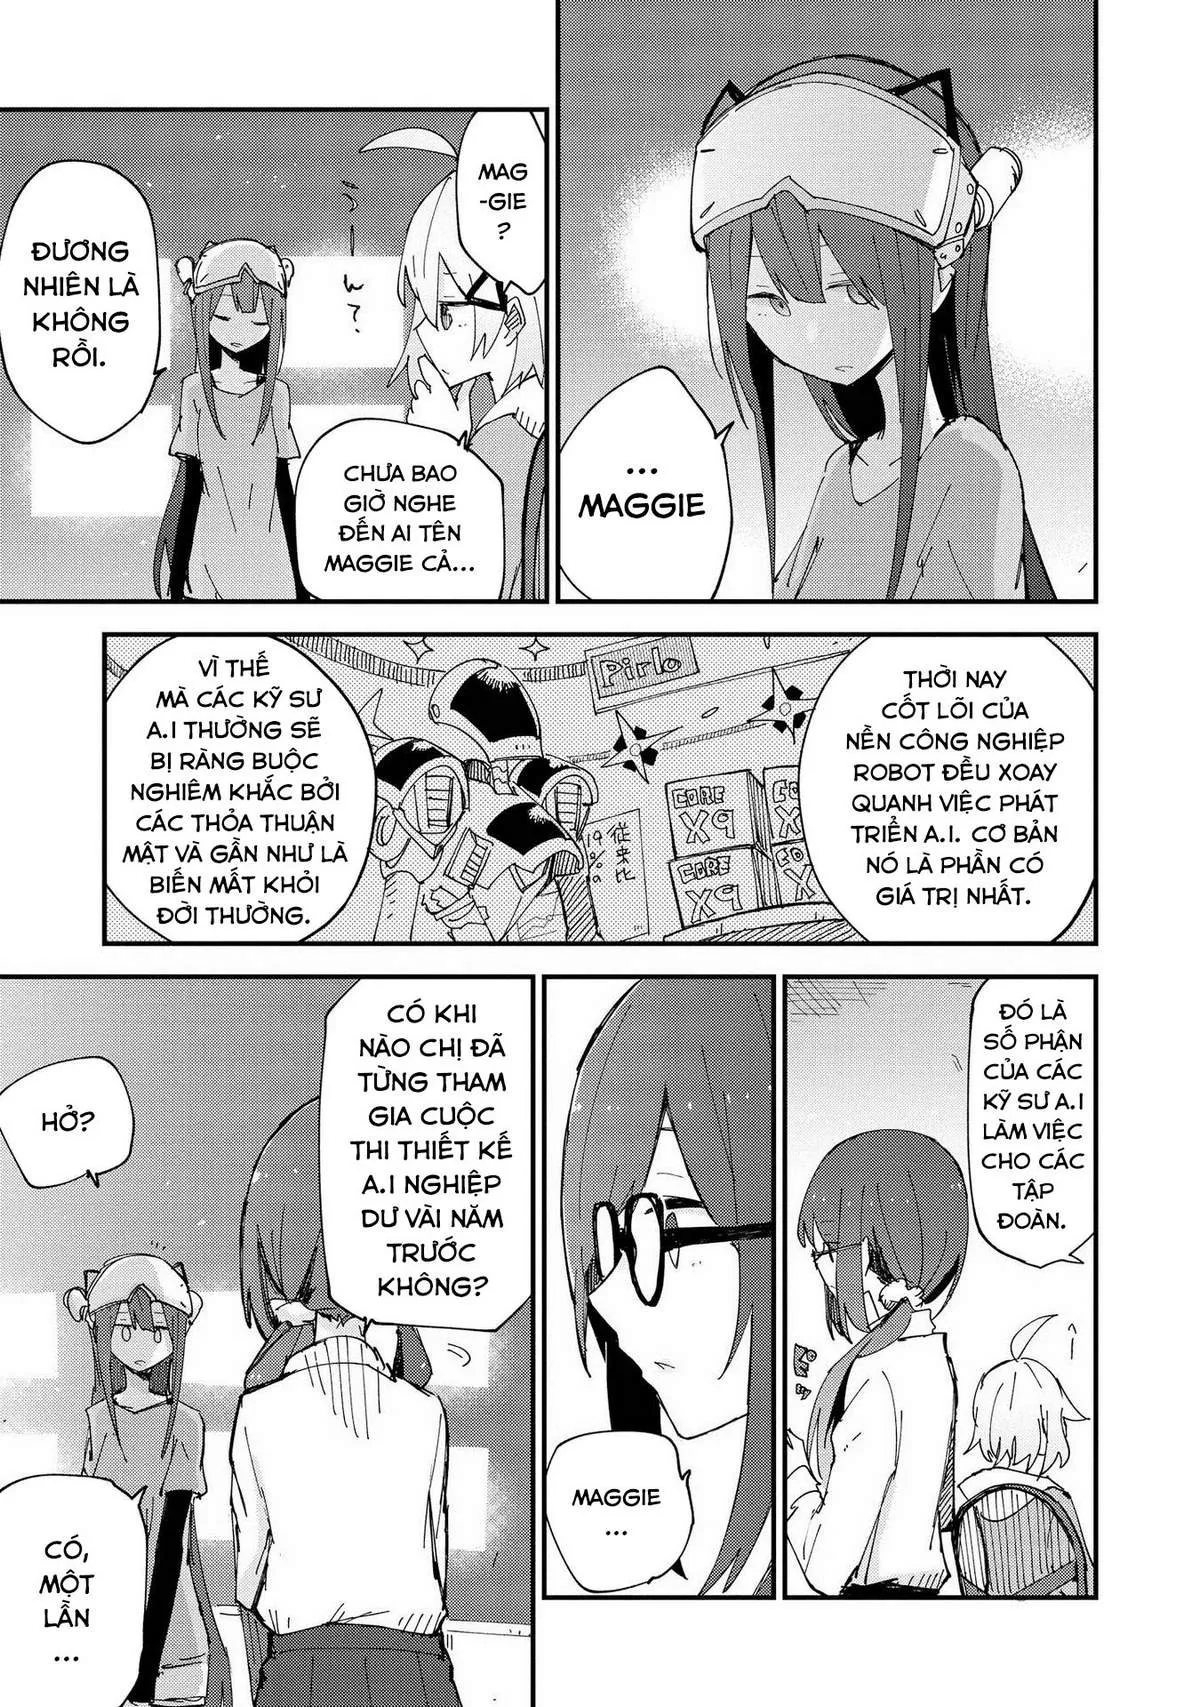 ...
MAGGIE
MAG
-GIE
?
CHƯA BAO
GIỜ NGHE
ĐẾN AI TÊN
MAGGIE CẢ...
ĐƯƠNG
NHIÊN LÀ
KHÔNG
RỒI.
THỜI NAY
CỐT LÕI CỦA
NỀN CÔNG NGHIỆP
ROBOT ĐỀU XOAY
QUANH VIỆC PHÁT
TRIỂN A.I. CƠ BẢN
NÓ LÀ PHẦN CÓ
GIÁ TRỊ NHẤT.
Pirlo
CORE
X9
CORE
X9
CORE
X9
従来比
VÌ THẾ
MÀ CÁC KỸ SƯ
A.I THƯỜNG SẼ
BỊ RÀNG BUỘC
NGHIÊM KHẮC BỞI
CÁC THỎA THUẬN
MẬT VÀ GẦN NHƯ LÀ
BIẾN MẤT KHỎI
ĐỜI THƯỜNG.
ĐÓ LÀ
SỐ PHẬN
CỦA CÁC
KỸ SƯ A.I
LÀM VIỆC
CHO CÁC
TẬP
ĐOÀN.
MAGGIE
...
CÓ KHI
NÀO CHỊ ĐÃ
TỪNG THAM
GIA CUỘC
THI THIẾT KẾ
A.I NGHIỆP
DƯ VÀI NĂM
TRƯỚC
KHÔNG?
HỞ?
CÓ,
MỘT
LẦN
...